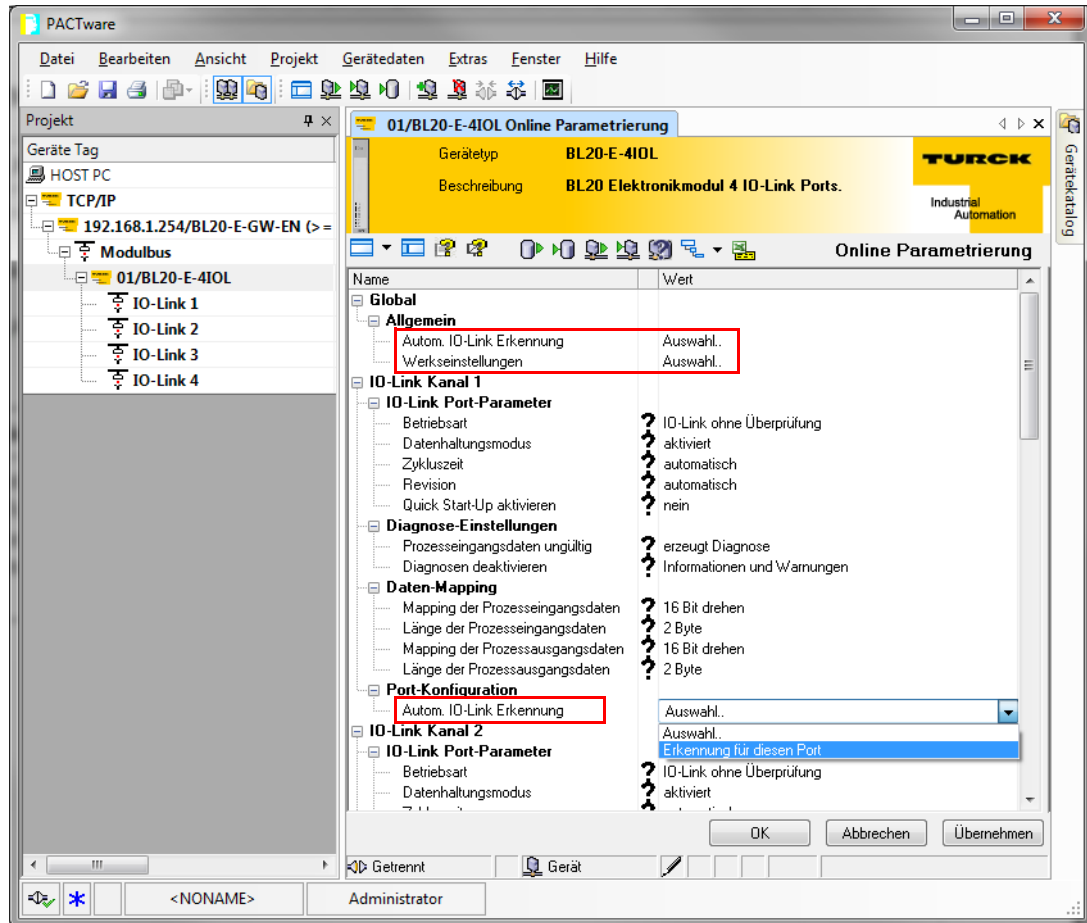 PACTware
Datei Bearbeiten Ansicht Projekt Gerätedaten Extras Fenster Hilfe
Projekt
Geräte Tag
HOST PC
TCP/IP
192.168.1.254/BL20-E-GW-EN (> =
Modulbus
01/BL20-E-4IOL
IO-Link 1
IO-Link 2
IO-Link 3
IO-Link 4
01/BL20-E-4IOL Online Parametrierung
Gerätetyp BL20-E-4IOL
Beschreibung BL20 Elektronikmodul 4 IO-Link Ports.
TURCK
Industrial
Automation
Gerätekatalog
Online Parametrierung
Name Wert
Global
Allgemein
Autom. IO-Link Erkennung Auswahl..
Werkseinstellungen Auswahl..
IO-Link Kanal 1
IO-Link Port-Parameter
Betriebsart ? IO-Link ohne Überprüfung
Datenhaltungsmodus ? aktiviert
Zykluszeit ? automatisch
Revision ? automatisch
Quick Start-Up aktivieren ? nein
Diagnose-Einstellungen
Prozesseingangsdaten ungültig ? erzeugt Diagnose
Diagnosen deaktivieren ? Informationen und Warnungen
Daten-Mapping
Mapping der Prozesseingangsdaten ? 16 Bit drehen
Länge der Prozesseingangsdaten ? 2 Byte
Mapping der Prozessausgangsdaten ? 16 Bit drehen
Länge der Prozessausgangsdaten ? 2 Byte
Port-Konfiguration
Autom. IO-Link Erkennung Auswahl..
Auswahl..
Erkennung für diesen Port
IO-Link Kanal 2
IO-Link Port-Parameter
Betriebsart ? IO-Link ohne Überprüfung
Datenhaltungsmodus ? aktiviert
OK Abbrechen Übernehmen
Getrennt Gerät
<NONAME> Administrator